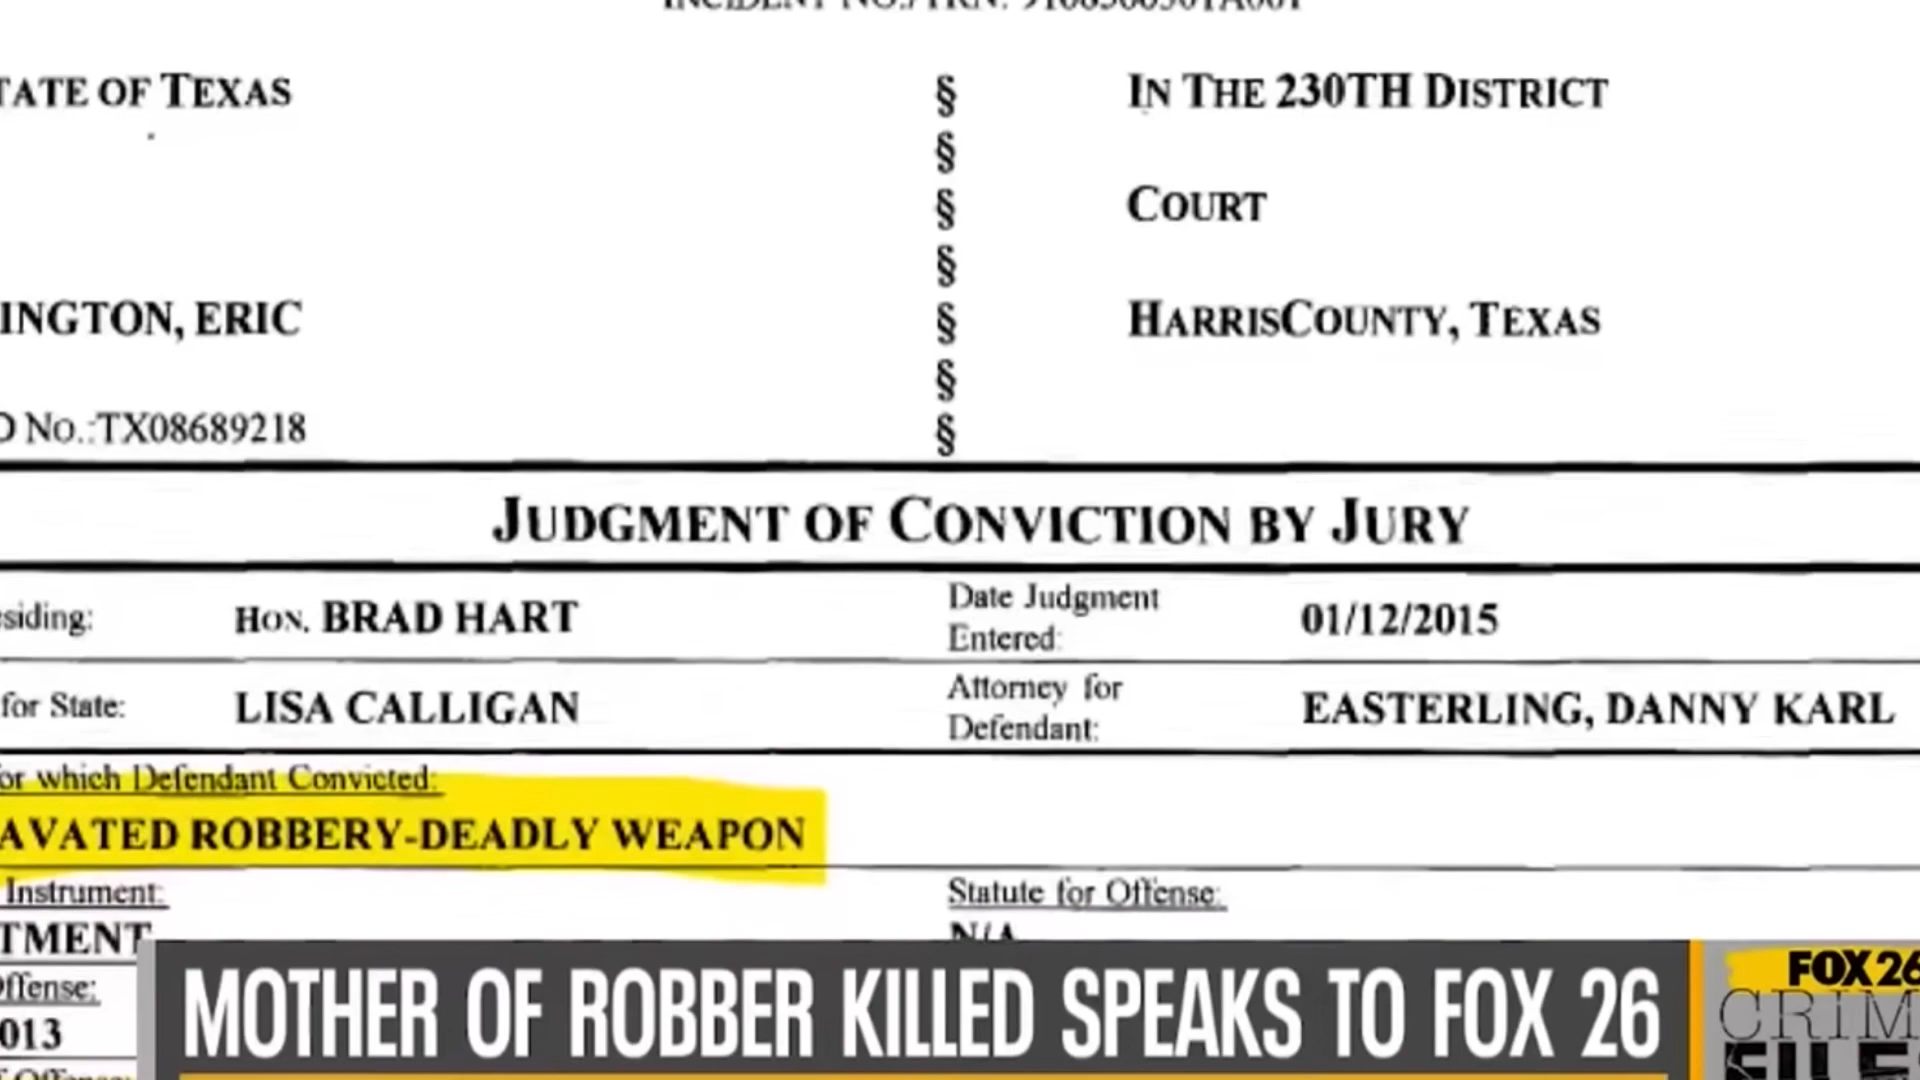 TATE OF TEXAS § IN THE 230TH DISTRICT
§
§ COURT
§
INGTON, ERIC § HARRISCOUNTY, TEXAS
§
No.:TX08689218 §
JUDGMENT OF CONVICTION BY JURY
siding: HON. BRAD HART Date Judgment Entered: 01/12/2015
for State: LISA CALLIGAN Attorney for Defendant: EASTERLING, DANNY KARL
or which Defendant Convicted:
AVATED ROBBERY-DEADLY WEAPON
Instrument: Statute for Offense:
TMENT N/A
ffense:
013
MOTHER OF ROBBER KILLED SPEAKS TO FOX 26
FOX 26
CRIM
FILES